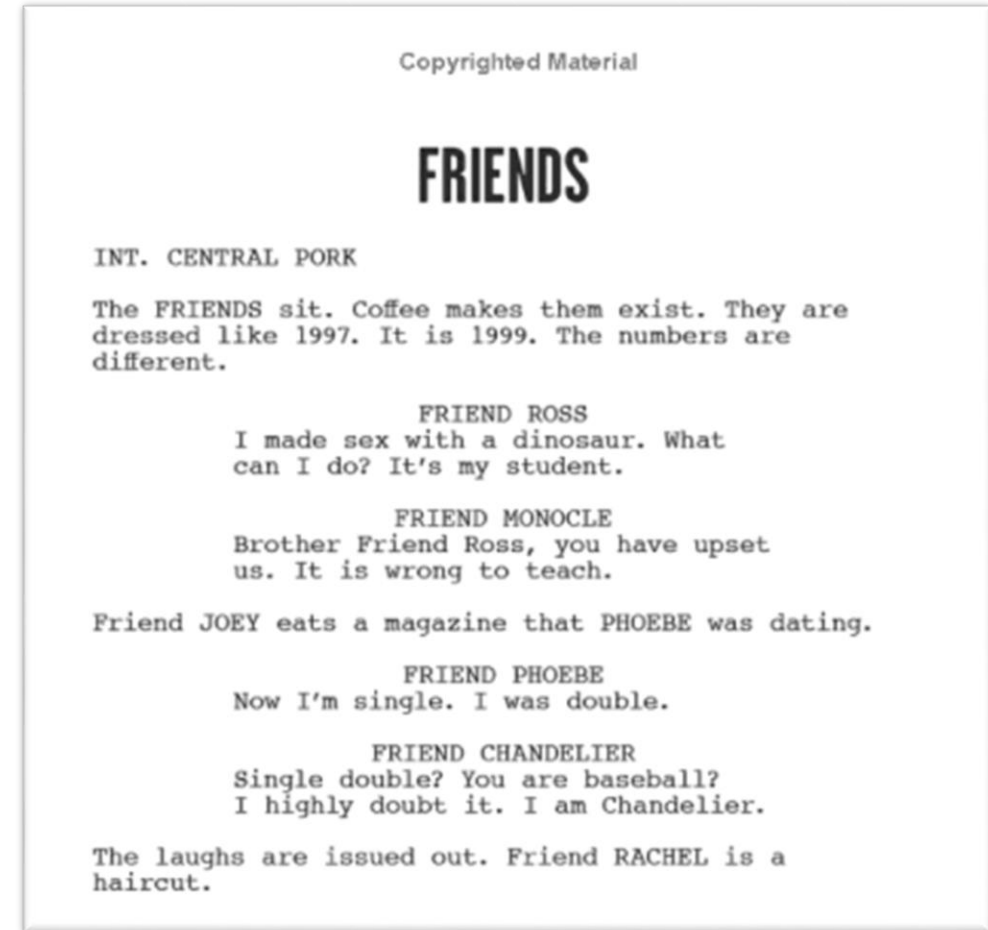 Copyrighted Material
FRIENDS
INT. CENTRAL PORK
The FRIENDS sit. Coffee makes them exist. They are
dressed like 1997. It is 1999. The numbers are
different.
FRIEND ROSS
I made sex with a dinosaur. What
can I do? It's my student.
FRIEND MONOCLE
Brother Friend Ross, you have upset
us. It is wrong to teach.
Friend JOEY eats a magazine that PHOEBE was dating.
FRIEND PHOEBE
Now I'm single. I was double.
FRIEND CHANDELIER
Single double? You are baseball?
I highly doubt it. I am Chandelier.
The laughs are issued out. Friend RACHEL is a
haircut.